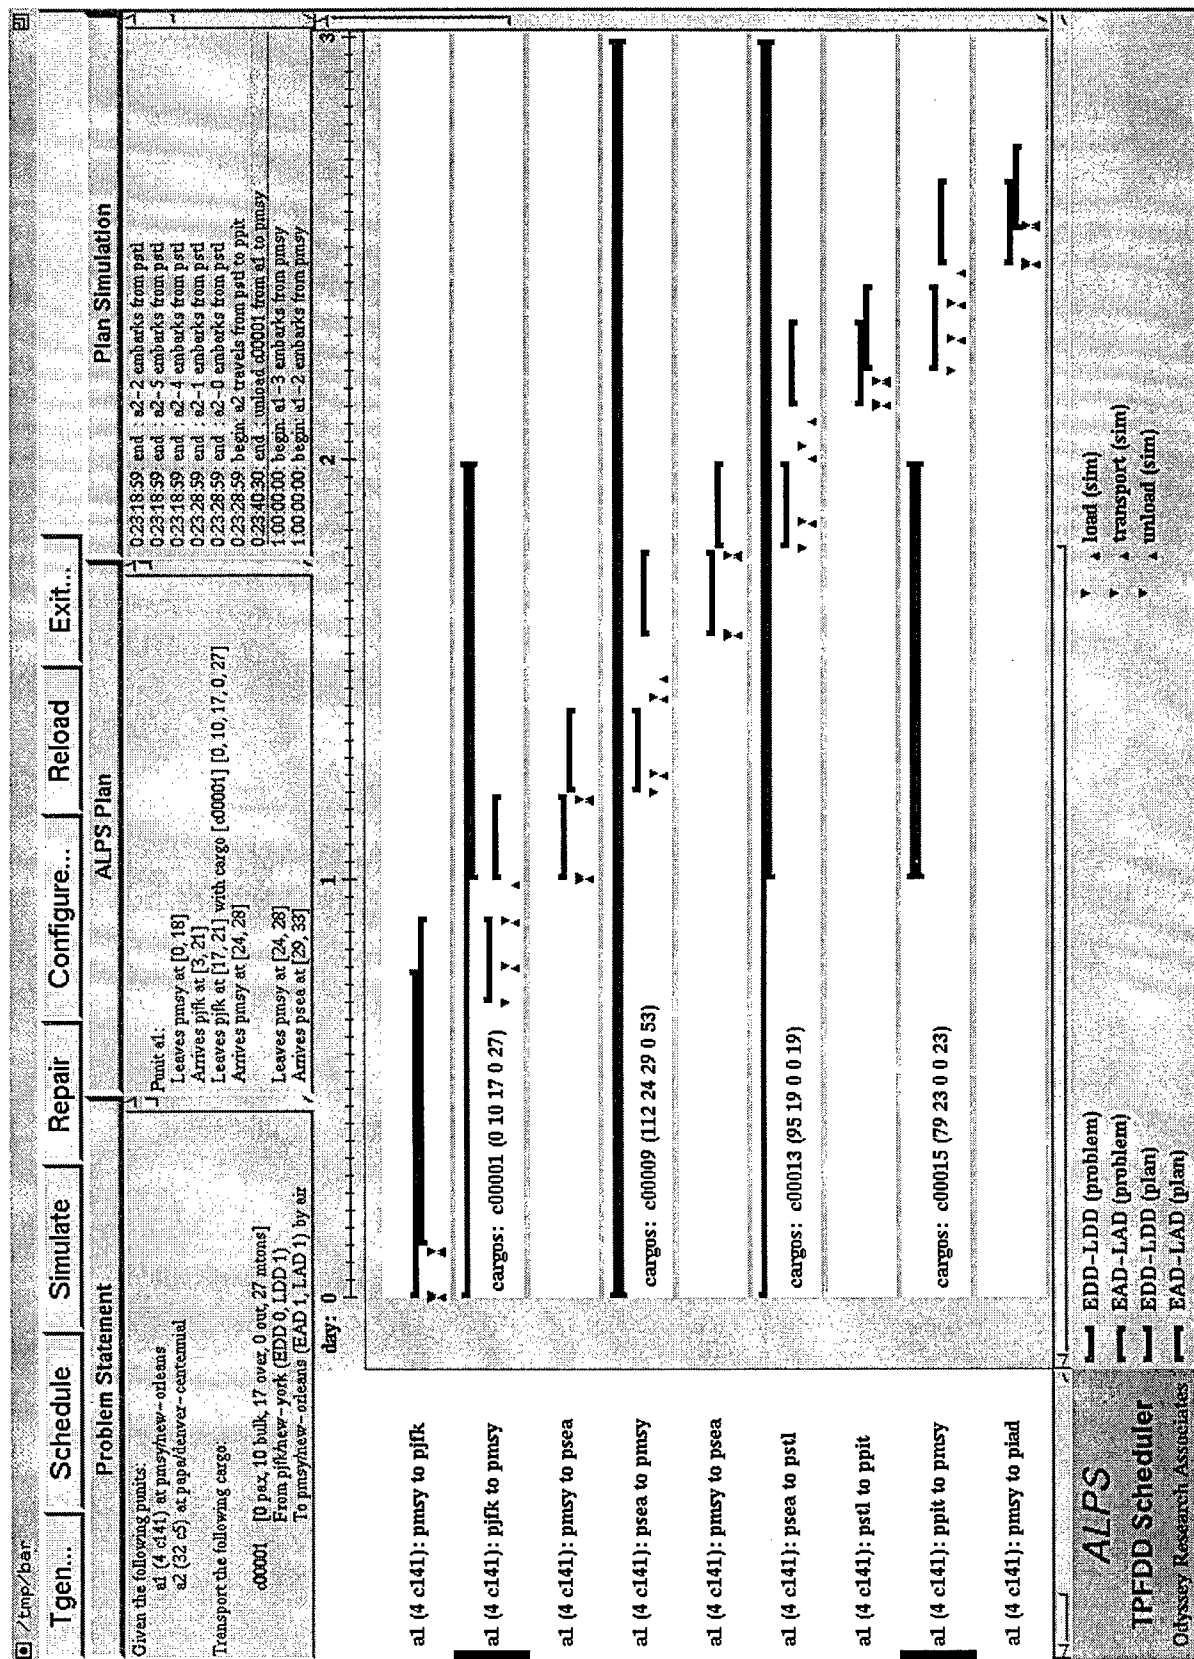 /tmp/bar
Tgen...
Schedule
Simulate
Repair
Configure...
Reload
Exit...
Problem Statement
Given the following punits:
a1 (4 c141) at pmsy/new-orleans
a2 (32 c5) at papa/denver-centennual
Transport the following cargo:
c00001 [0 pax, 10 bulk, 17 over, 0 out, 27 mtons]
From pjfk/new-york (EDD 0, LDD 1)
To pmsy/new-orleans (EAD 1, LAD 1) by air
ALPS Plan
Punit a1:
Leaves pmsy at [0, 18]
Arrives pjfk at [3, 21]
Leaves pjfk at [17, 21] with cargo [c00001] [0, 10, 17, 0, 27]
Arrives pmsy at [24, 28]
Leaves pmsy at [24, 28]
Arrives psea at [29, 33]
Plan Simulation
0:23:18:59: end : a2-2 embarks from pstl
0:23:18:59: end : a2-5 embarks from pstl
0:23:18:59: end : a2-4 embarks from pstl
0:23:28:59: end : a2-1 embarks from pstl
0:23:28:59: end : a2-0 embarks from pstl
0:23:28:59: begin: a2 travels from pstl to ppit
0:23:40:30: end : unload c00001 from a1 to pmsy
1:00:00:00: begin: a1-3 embarks from pmsy
1:00:00:00: begin: a1-2 embarks from pmsy
day: 0 1 2 3
a1 (4 c141): pmsy to pjfk
a1 (4 c141): pjfk to pmsy
cargos: c00001 (0 10 17 0 27)
a1 (4 c141): pmsy to psea
a1 (4 c141): psea to pmsy
cargos: c00009 (112 24 29 0 53)
a1 (4 c141): pmsy to psea
a1 (4 c141): psea to pstl
cargos: c00013 (95 19 0 0 19)
a1 (4 c141): pstl to ppit
a1 (4 c141): ppit to pmsy
cargos: c00015 (79 23 0 0 23)
a1 (4 c141): pmsy to piad
ALPS
TPFDD Scheduler
Odyssey Research Associates
EDD-LDD (problem)
EAD-LAD (problem)
EDD-LDD (plan)
EAD-LAD (plan)
load (sim)
transport (sim)
unload (sim)